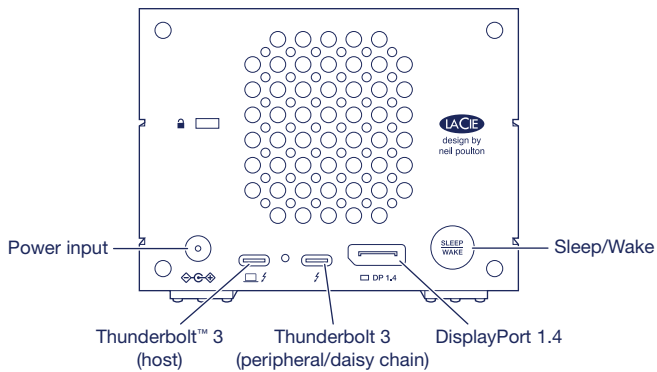 LACIE
design by
neil poulton
Power input
SLEEP
WAKE
Sleep/Wake
DP 1.4
Thunderbolt™ 3
(host)
Thunderbolt 3
(peripheral/daisy chain)
DisplayPort 1.4